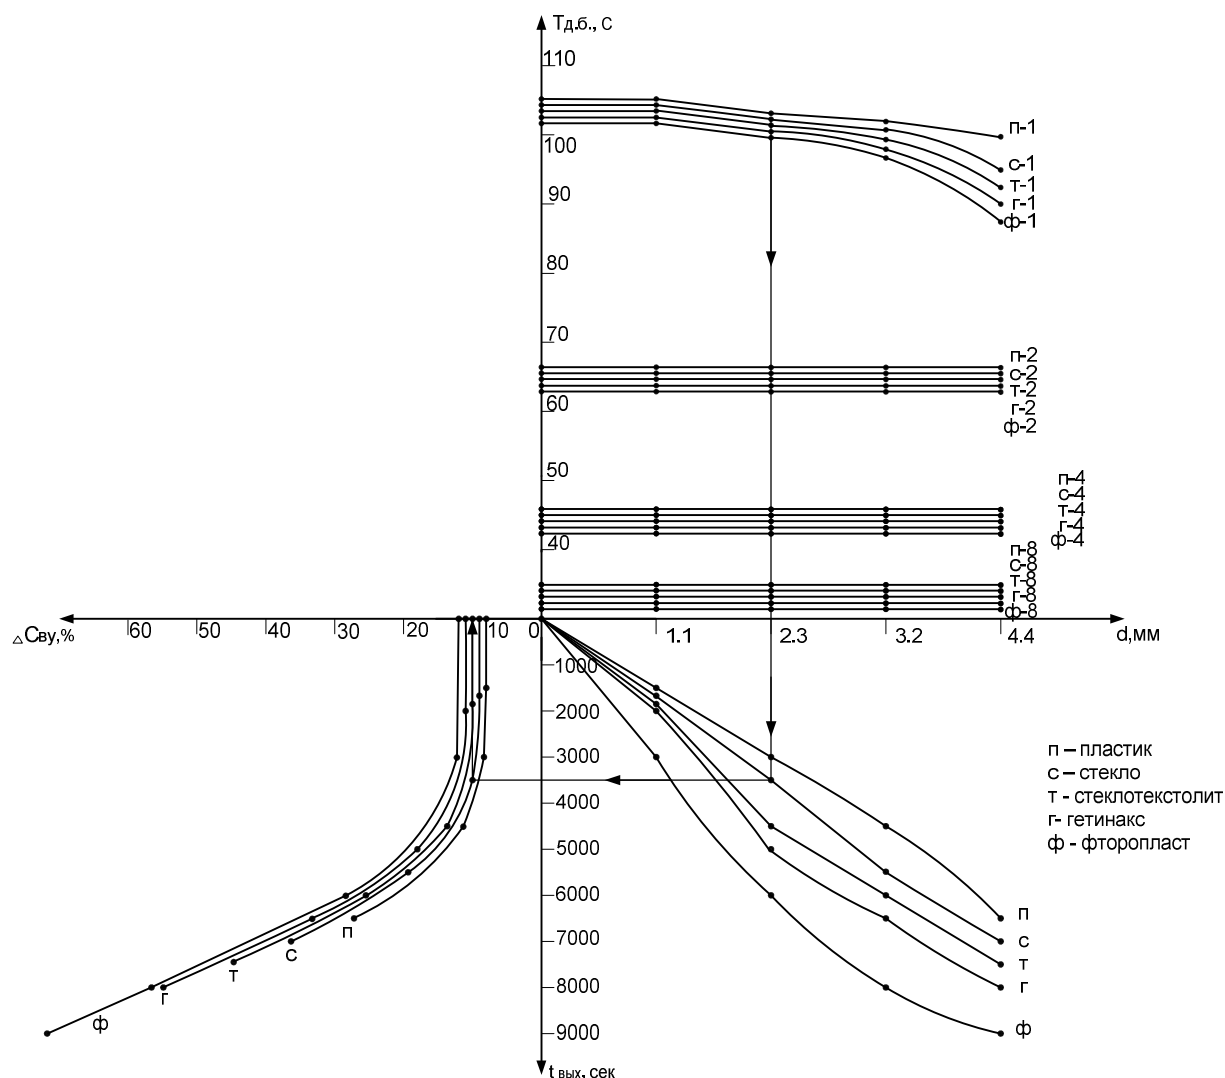 Тд.б., С
110
п-1
100
с-1
т-1
90
г-1
ф-1
80
70
п-2
с-2
т-2
60
г-2
ф-2
50
п-4
с-4
т-4
г-4
40
ф-4
п-8
с-8
т-8
г-8
ф-8
△Сву,%
60
50
40
30
20
10
0
1.1
2.3
3.2
4.4
d,мм
1000
2000
3000
4000
5000
6000
7000
8000
9000
п – пластик
с – стекло
т - стеклотекстолит
г- гетинакс
ф - фторопласт
п
с
т
г
ф
п
с
т
г
ф
t вых, сек